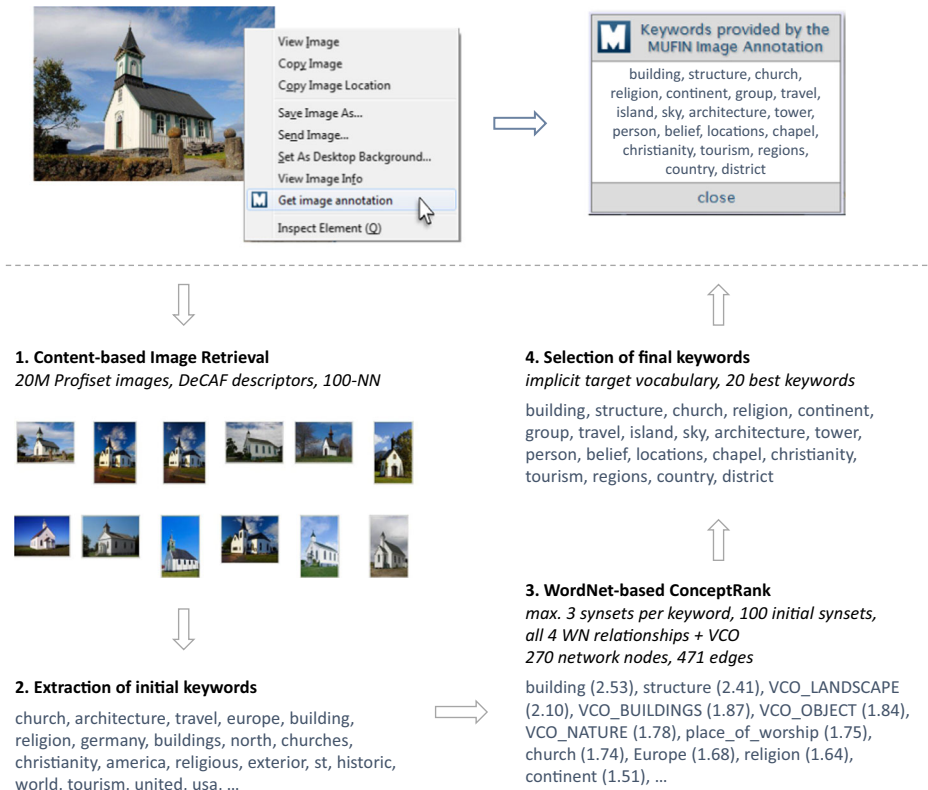 View Image
Copy Image
Copy Image Location
Save Image As...
Send Image...
Set As Desktop Background...
View Image Info
M Get image annotation
Inspect Element (Q)
M Keywords provided by the
MUFIN Image Annotation
building, structure, church,
religion, continent, group, travel,
island, sky, architecture, tower,
person, belief, locations, chapel,
christianity, tourism, regions,
country, district
close
1. Content-based Image Retrieval
20M Profiset images, DeCAF descriptors, 100-NN
2. Extraction of initial keywords
church, architecture, travel, europe, building,
religion, germany, buildings, north, churches,
christianity, america, religious, exterior, st, historic,
world, tourism, united, usa, ...
3. WordNet-based ConceptRank
max. 3 synsets per keyword, 100 initial synsets,
all 4 WN relationships + VCO
270 network nodes, 471 edges
building (2.53), structure (2.41), VCO_LANDSCAPE
(2.10), VCO_BUILDINGS (1.87), VCO_OBJECT (1.84),
VCO_NATURE (1.78), place_of_worship (1.75),
church (1.74), Europe (1.68), religion (1.64),
continent (1.51), ...
4. Selection of final keywords
implicit target vocabulary, 20 best keywords
building, structure, church, religion, continent,
group, travel, island, sky, architecture, tower,
person, belief, locations, chapel, christianity,
tourism, regions, country, district